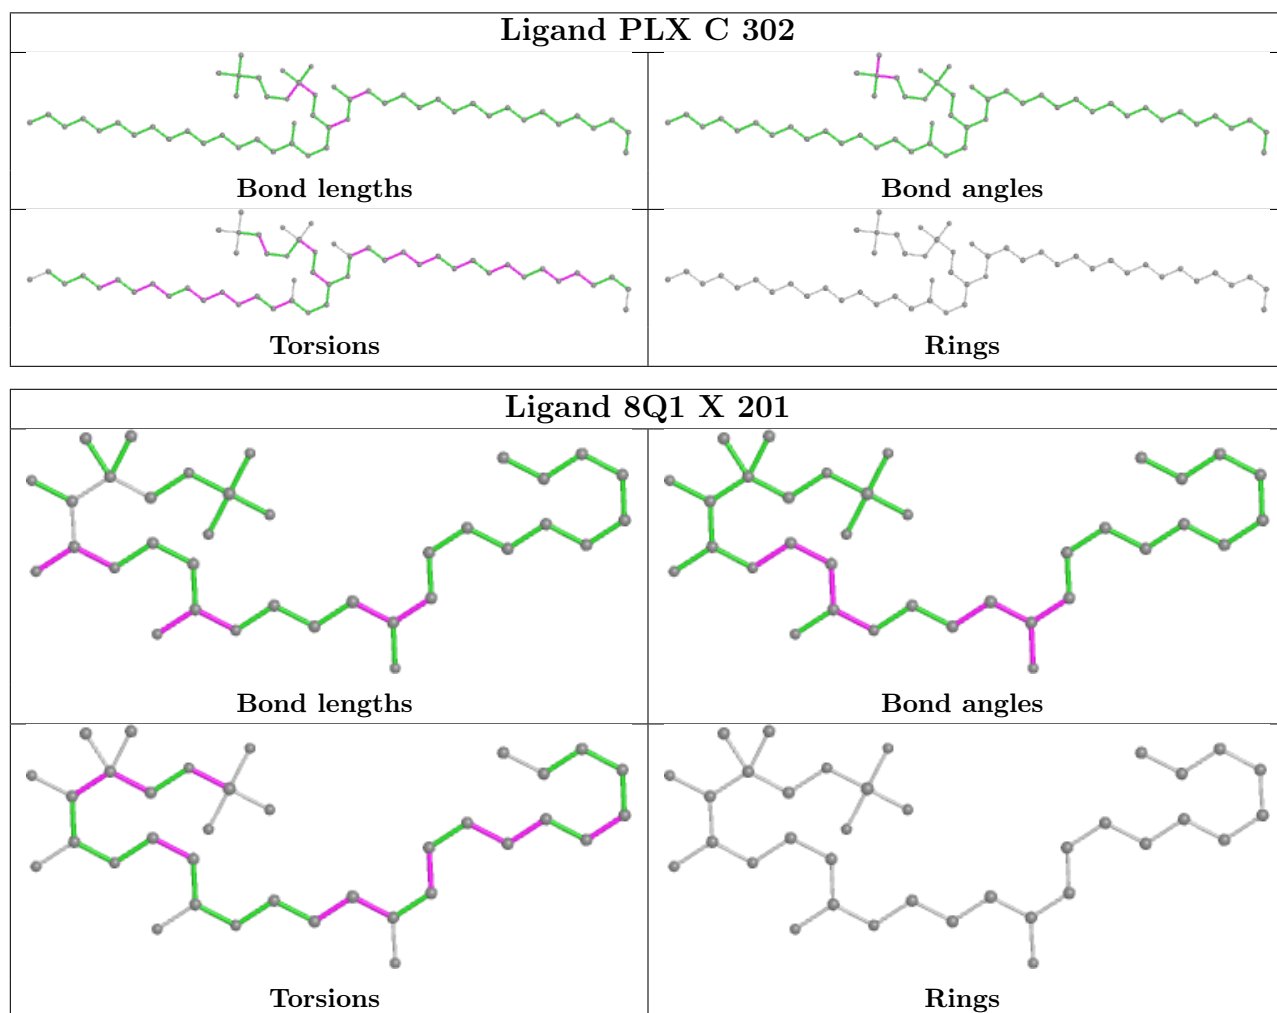 Ligand PLX C 302
Bond lengths
Bond angles
Torsions
Rings
Ligand 8Q1 X 201
Bond lengths
Bond angles
Torsions
Rings